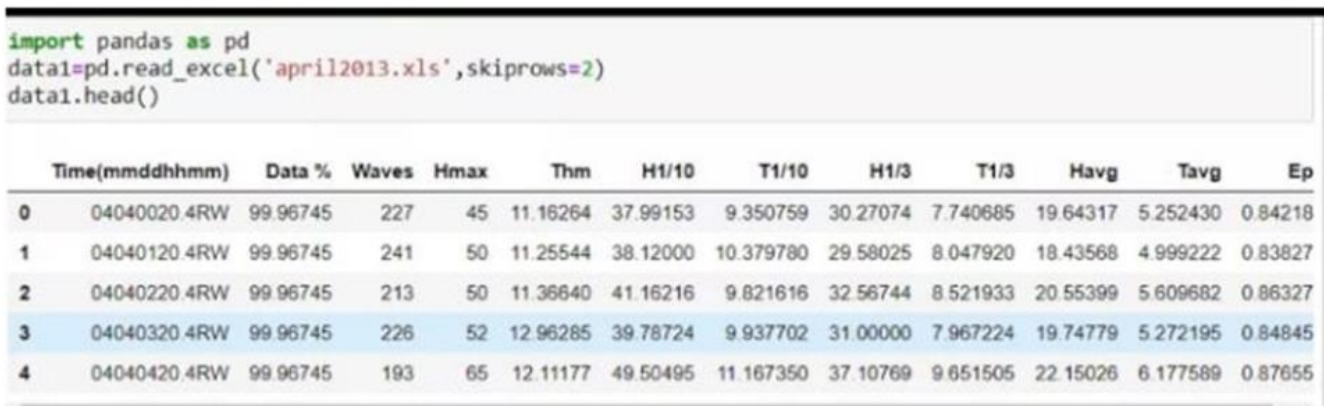 import pandas as pd
data1=pd.read_excel('april2013.xls',skiprows=2)
data1.head()
Time(mmddhhmm) Data % Waves Hmax Thm H1/10 T1/10 H1/3 T1/3 Havg Tavg Ep
0 04040020.4RW 99.96745 227 45 11.16264 37.99153 9.350759 30.27074 7.740685 19.64317 5.252430 0.84218
1 04040120.4RW 99.96745 241 50 11.25544 38.12000 10.379780 29.58025 8.047920 18.43568 4.999222 0.83827
2 04040220.4RW 99.96745 213 50 11.36640 41.16216 9.821616 32.56744 8.521933 20.55399 5.609682 0.86327
3 04040320.4RW 99.96745 226 52 12.96285 39.78724 9.937702 31.00000 7.967224 19.74779 5.272195 0.84845
4 04040420.4RW 99.96745 193 65 12.11177 49.50495 11.167350 37.10769 9.651505 22.15026 6.177589 0.87655